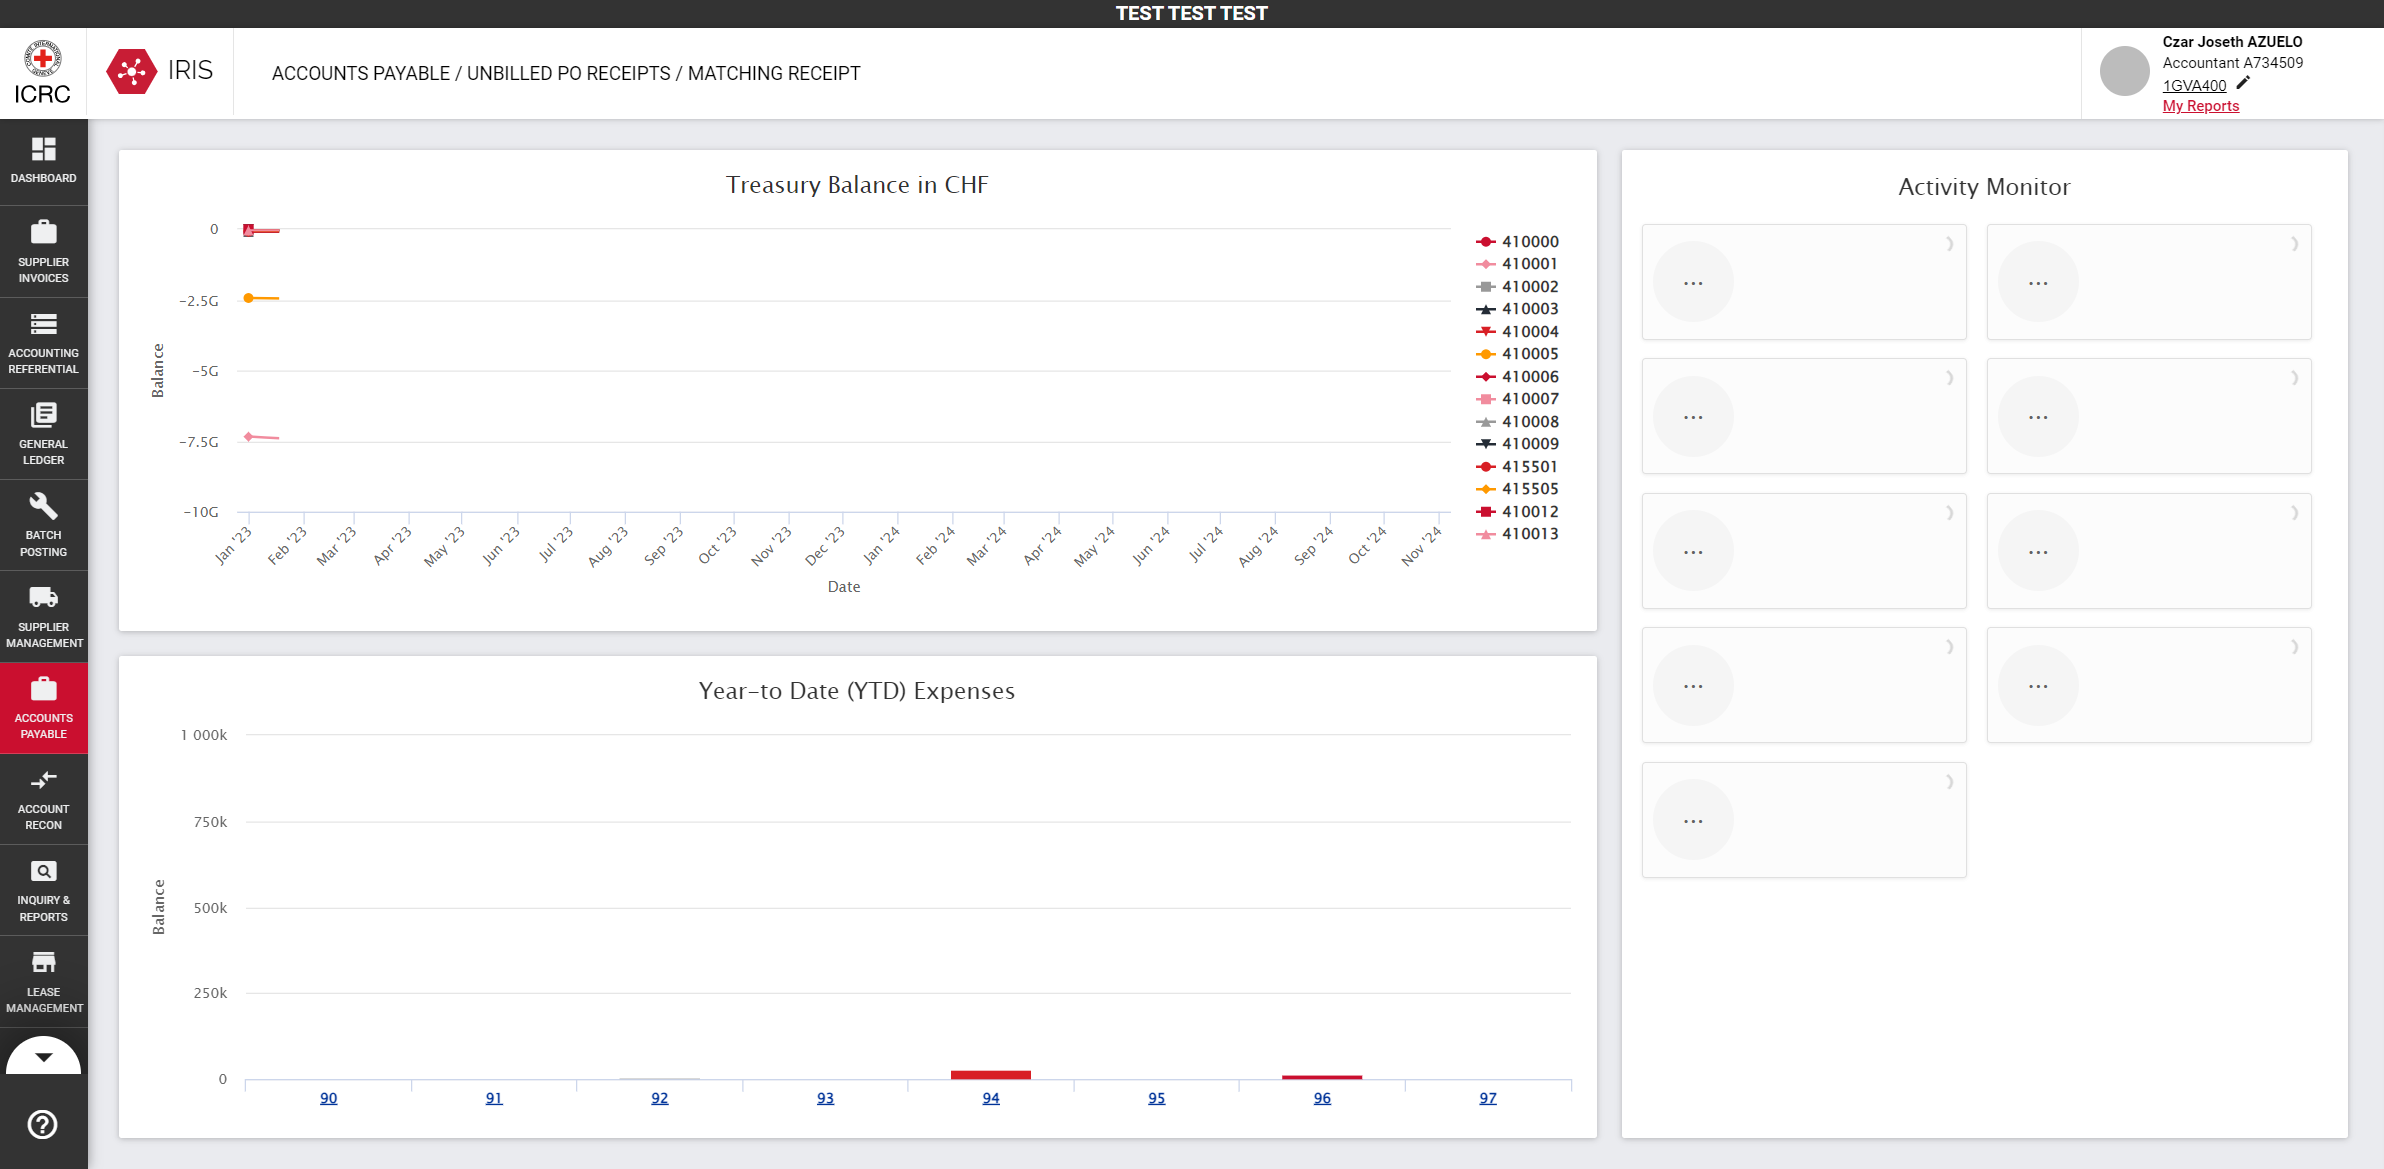 TEST TEST TEST
ICRC
IRIS
ACCOUNTS PAYABLE / UNBILLED PO RECEIPTS / MATCHING RECEIPT
Czar Joseth AZUELO
Accountant A734509
1GVA400
My Reports
DASHBOARD
SUPPLIER
INVOICES
ACCOUNTING
REFERENTIAL
GENERAL
LEDGER
BATCH
POSTING
SUPPLIER
MANAGEMENT
ACCOUNTS
PAYABLE
ACCOUNT
RECON
INQUIRY &
REPORTS
LEASE
MANAGEMENT
Treasury Balance in CHF
0
-2.5G
-5G
-7.5G
-10G
Balance
Jan '23
Feb '23
Mar '23
Apr '23
May '23
Jun '23
Jul '23
Aug '23
Sep '23
Oct '23
Nov '23
Dec '23
Jan '24
Feb '24
Mar '24
Apr '24
May '24
Jun '24
Jul '24
Aug '24
Sep '24
Oct '24
Nov '24
Date
410000
410001
410002
410003
410004
410005
410006
410007
410008
410009
415501
415505
410012
410013
Year-to Date (YTD) Expenses
1 000k
750k
500k
250k
0
Balance
90
91
92
93
94
95
96
97
Activity Monitor
...
...
...
...
...
...
...
...
...